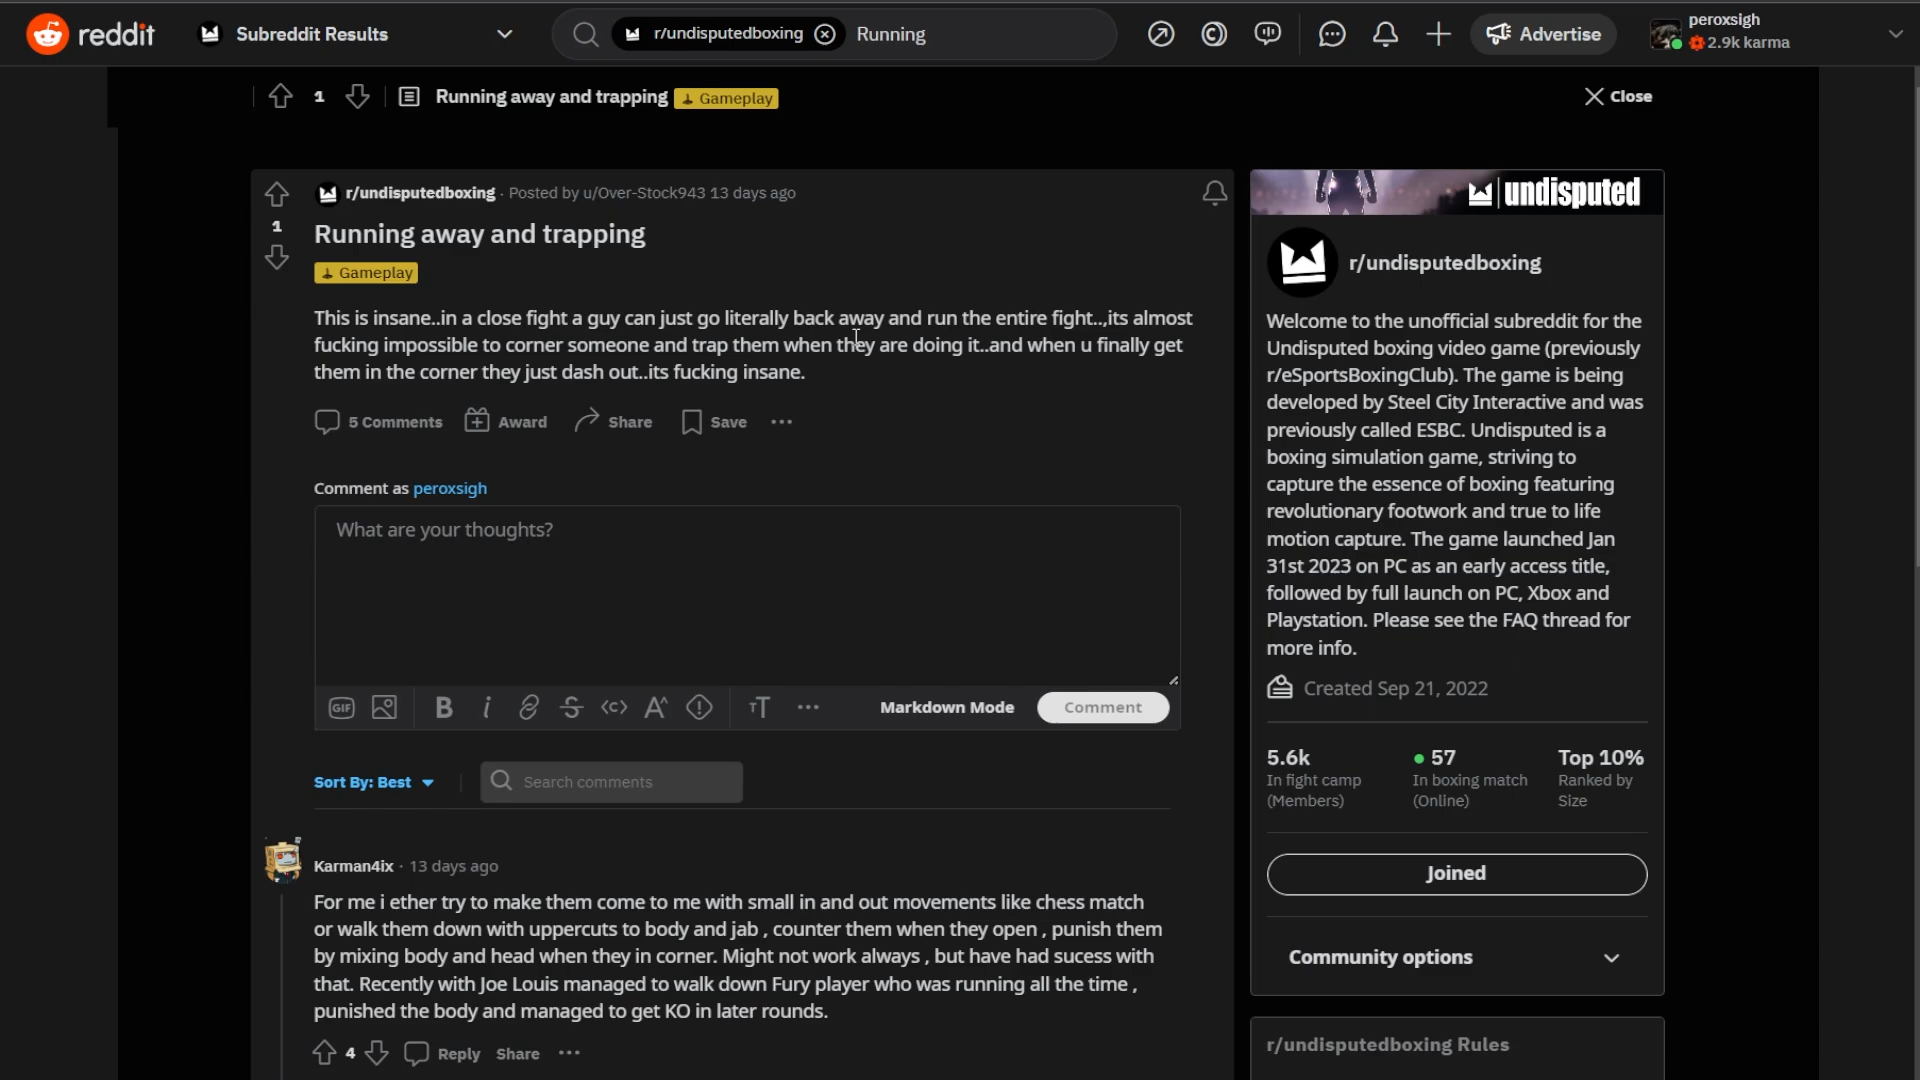 reddit
Subreddit Results
r/undisputedboxing
Running
Advertise
peroxsigh
2.9k karma
1
Running away and trapping
Gameplay
Close
r/undisputedboxing · Posted by u/Over-Stock943 13 days ago
1
Running away and trapping
Gameplay
This is insane..in a close fight a guy can just go literally back away and run the entire fight..,its almost
fucking impossible to corner someone and trap them when they are doing it..and when u finally get
them in the corner they just dash out..its fucking insane.
5 Comments
Award
Share
Save
Comment as peroxsigh
What are your thoughts?
GIF
B
i
S
<c>
A^
T
Markdown Mode
Comment
Sort By: Best
Search comments
Karman4ix · 13 days ago
For me i ether try to make them come to me with small in and out movements like chess match
or walk them down with uppercuts to body and jab , counter them when they open , punish them
by mixing body and head when they in corner. Might not work always , but have had sucess with
that. Recently with Joe Louis managed to walk down Fury player who was running all the time ,
punished the body and managed to get KO in later rounds.
4
Reply
Share
undisputed
r/undisputedboxing
Welcome to the unofficial subreddit for the
Undisputed boxing video game (previously
r/eSportsBoxingClub). The game is being
developed by Steel City Interactive and was
previously called ESBC. Undisputed is a
boxing simulation game, striving to
capture the essence of boxing featuring
revolutionary footwork and true to life
motion capture. The game launched Jan
31st 2023 on PC as an early access title,
followed by full launch on PC, Xbox and
Playstation. Please see the FAQ thread for
more info.
Created Sep 21, 2022
5.6k
In fight camp
(Members)
57
In boxing match
(Online)
Top 10%
Ranked by
Size
Joined
Community options
r/undisputedboxing Rules